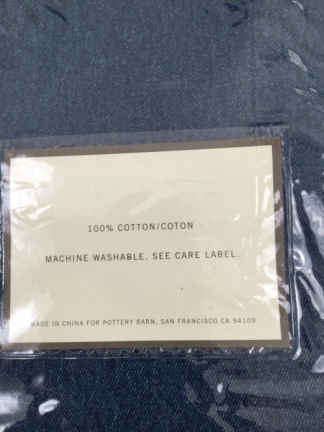 100% COTTON/COTON
MACHINE WASHABLE. SEE CARE LABEL.
MADE IN CHINA FOR POTTERY BARN, SAN FRANCISCO CA 94109